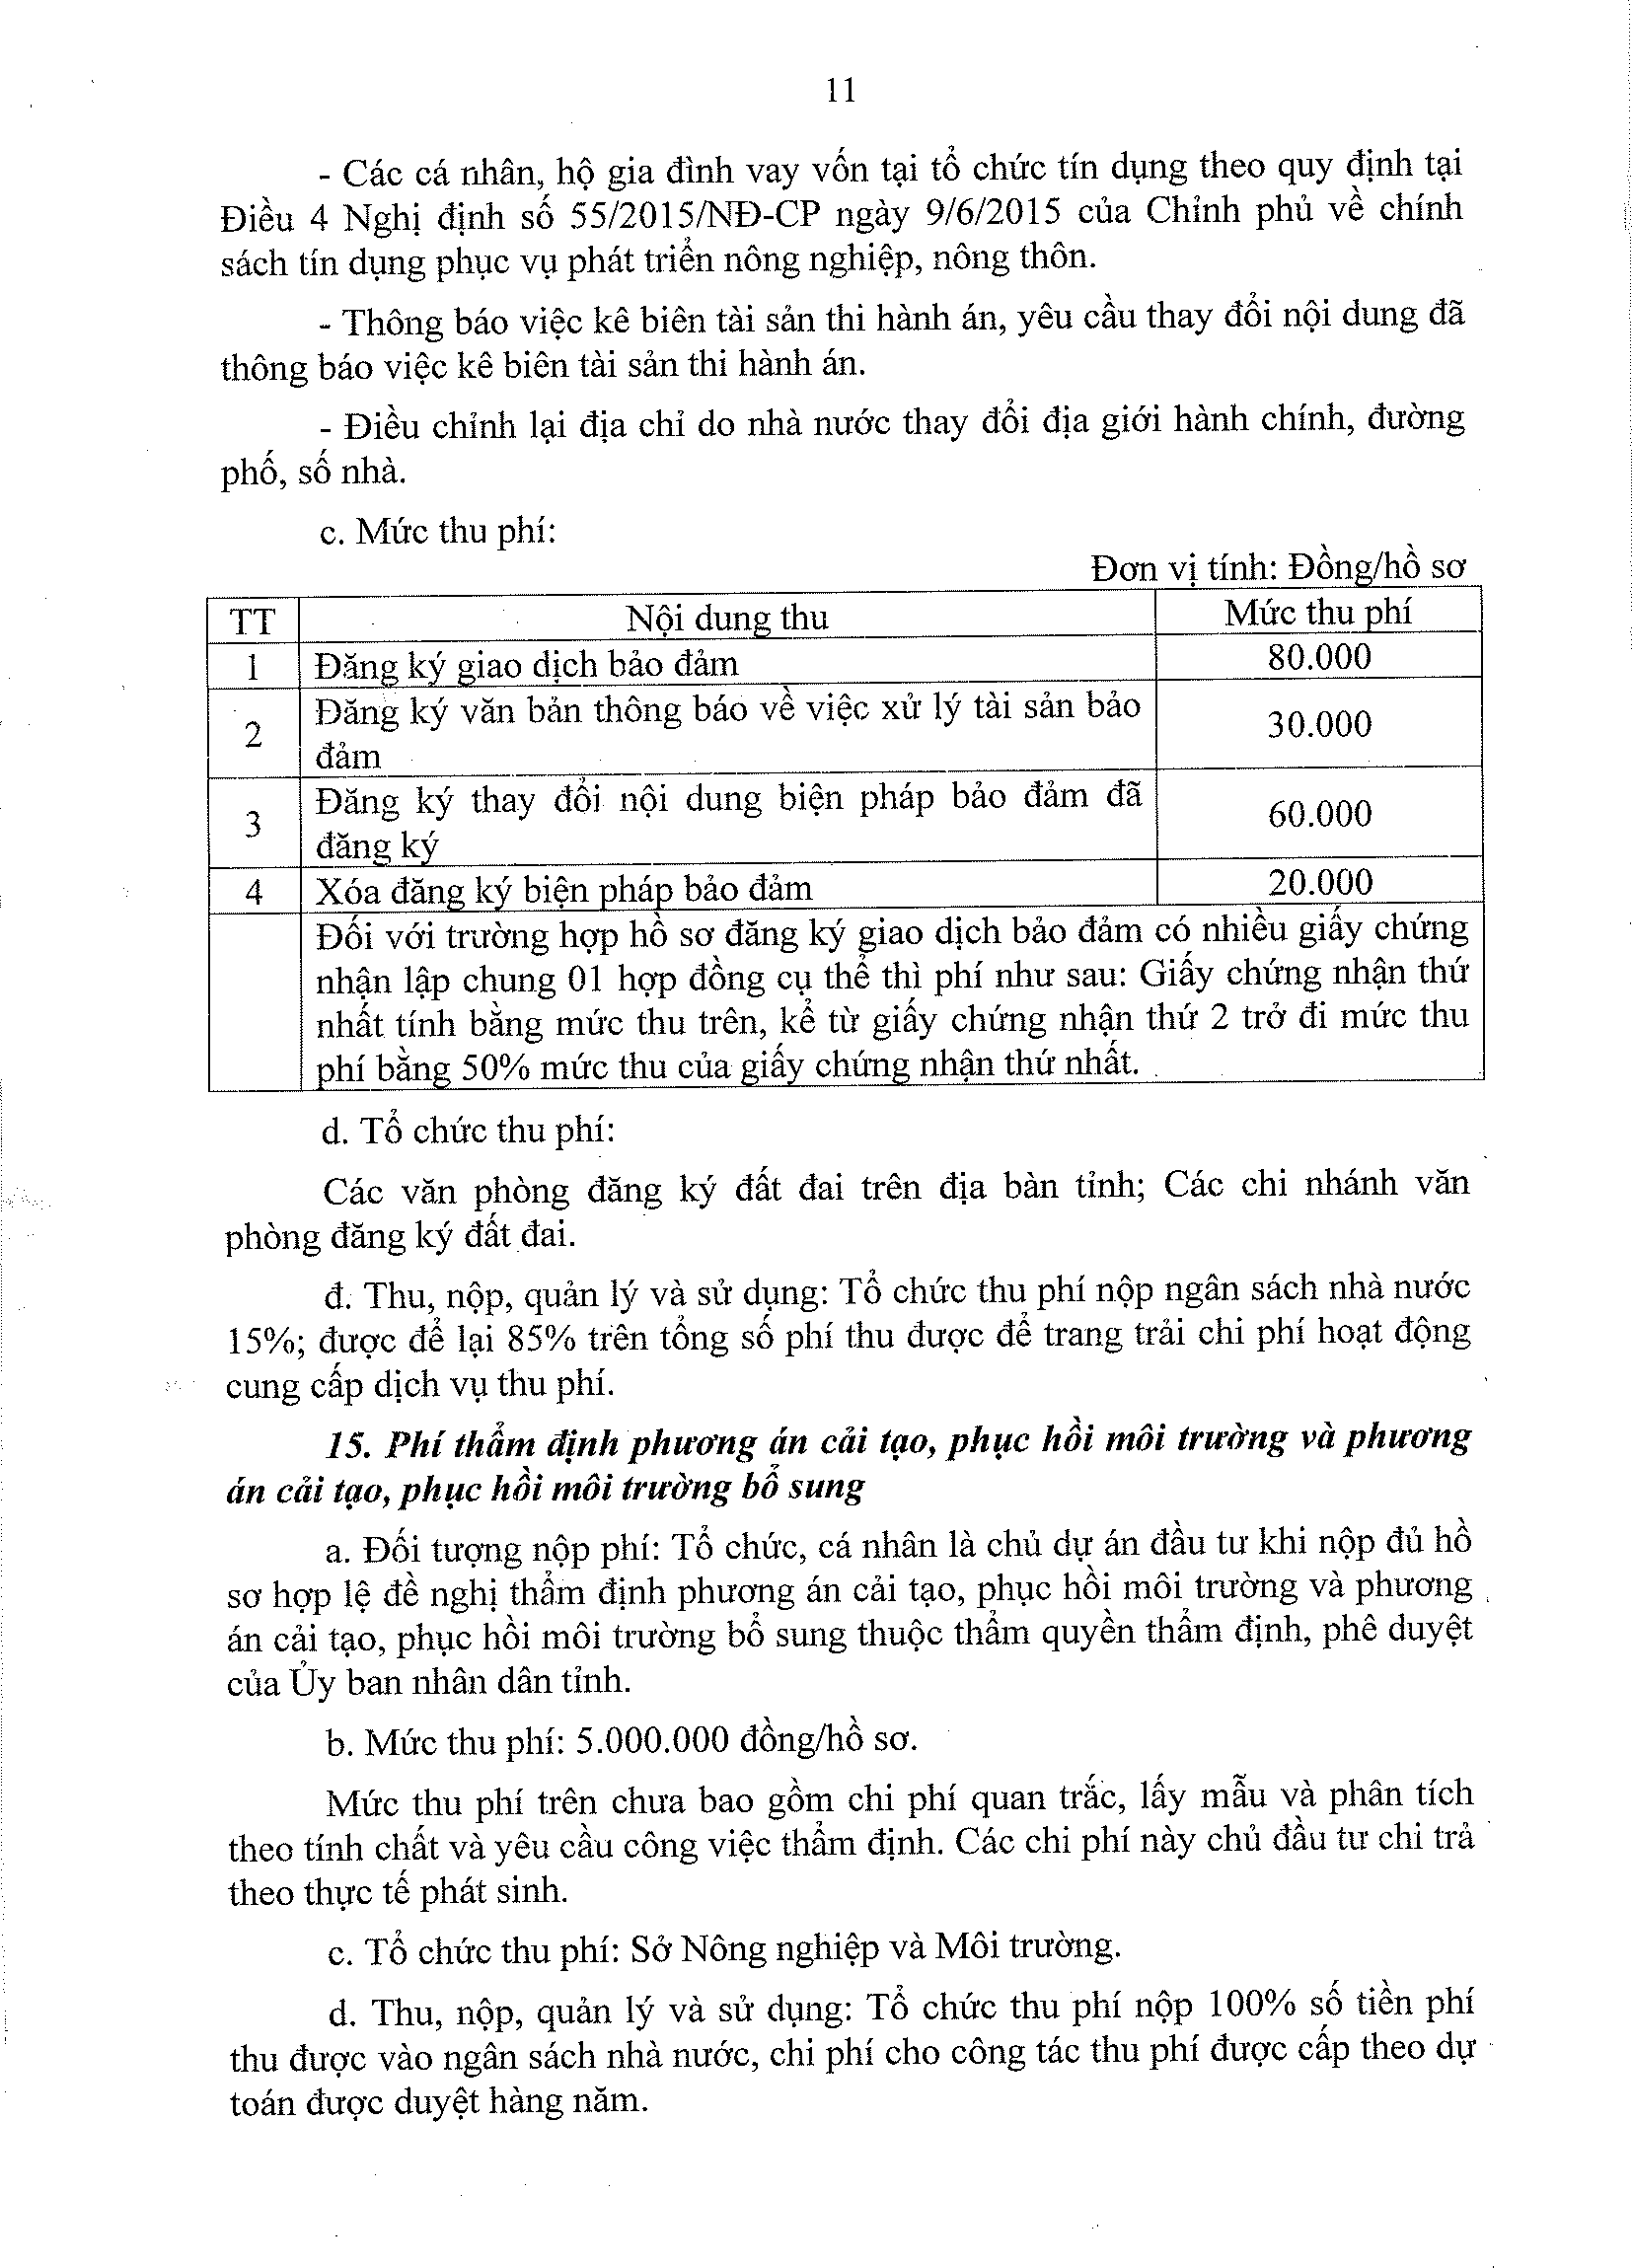 11
- Các cá nhân, hộ gia đình vay vốn tại tổ chức tín dụng theo quy định tại
Điều 4 Nghị định số 55/2015/NĐ-CP ngày 9/6/2015 của Chính phủ về chính
sách tín dụng phục vụ phát triển nông nghiệp, nông thôn.
- Thông báo việc kê biên tài sản thi hành án, yêu cầu thay đổi nội dung đã
thông báo việc kê biên tài sản thi hành án.
- Điều chỉnh lại địa chỉ do nhà nước thay đổi địa giới hành chính, đường
phố, số nhà.
c. Mức thu phí:
Đơn vị tính: Đồng/hồ sơ
TT Nội dung thu Mức thu phí
1 Đăng ký giao dịch bảo đảm 80.000
2 Đăng ký văn bản thông báo về việc xử lý tài sản bảo
đảm 30.000
3 Đăng ký thay đổi nội dung biện pháp bảo đảm đã
đăng ký 60.000
4 Xóa đăng ký biện pháp bảo đảm 20.000
Đối với trường hợp hồ sơ đăng ký giao dịch bảo đảm có nhiều giấy chứng
nhận lập chung 01 hợp đồng cụ thể thì phí như sau: Giấy chứng nhận thứ
nhất tính bằng mức thu trên, kể từ giấy chứng nhận thứ 2 trở đi mức thu
phí bằng 50% mức thu của giấy chứng nhận thứ nhất.
d. Tổ chức thu phí:
Các văn phòng đăng ký đất đai trên địa bàn tỉnh; Các chi nhánh văn
phòng đăng ký đất đai.
đ. Thu, nộp, quản lý và sử dụng: Tổ chức thu phí nộp ngân sách nhà nước
15%; được để lại 85% trên tổng số phí thu được để trang trải chi phí hoạt động
cung cấp dịch vụ thu phí.
15. Phí thẩm định phương án cải tạo, phục hồi môi trường và phương
án cải tạo, phục hồi môi trường bổ sung
a. Đối tượng nộp phí: Tổ chức, cá nhân là chủ dự án đầu tư khi nộp đủ hồ
sơ hợp lệ đề nghị thẩm định phương án cải tạo, phục hồi môi trường và phương
án cải tạo, phục hồi môi trường bổ sung thuộc thẩm quyền thẩm định, phê duyệt
của Ủy ban nhân dân tỉnh.
b. Mức thu phí: 5.000.000 đồng/hồ sơ.
Mức thu phí trên chưa bao gồm chi phí quan trắc, lấy mẫu và phân tích
theo tính chất và yêu cầu công việc thẩm định. Các chi phí này chủ đầu tư chi trả
theo thực tế phát sinh.
c. Tổ chức thu phí: Sở Nông nghiệp và Môi trường.
d. Thu, nộp, quản lý và sử dụng: Tổ chức thu phí nộp 100% số tiền phí
thu được vào ngân sách nhà nước, chi phí cho công tác thu phí được cấp theo dự
toán được duyệt hàng năm.